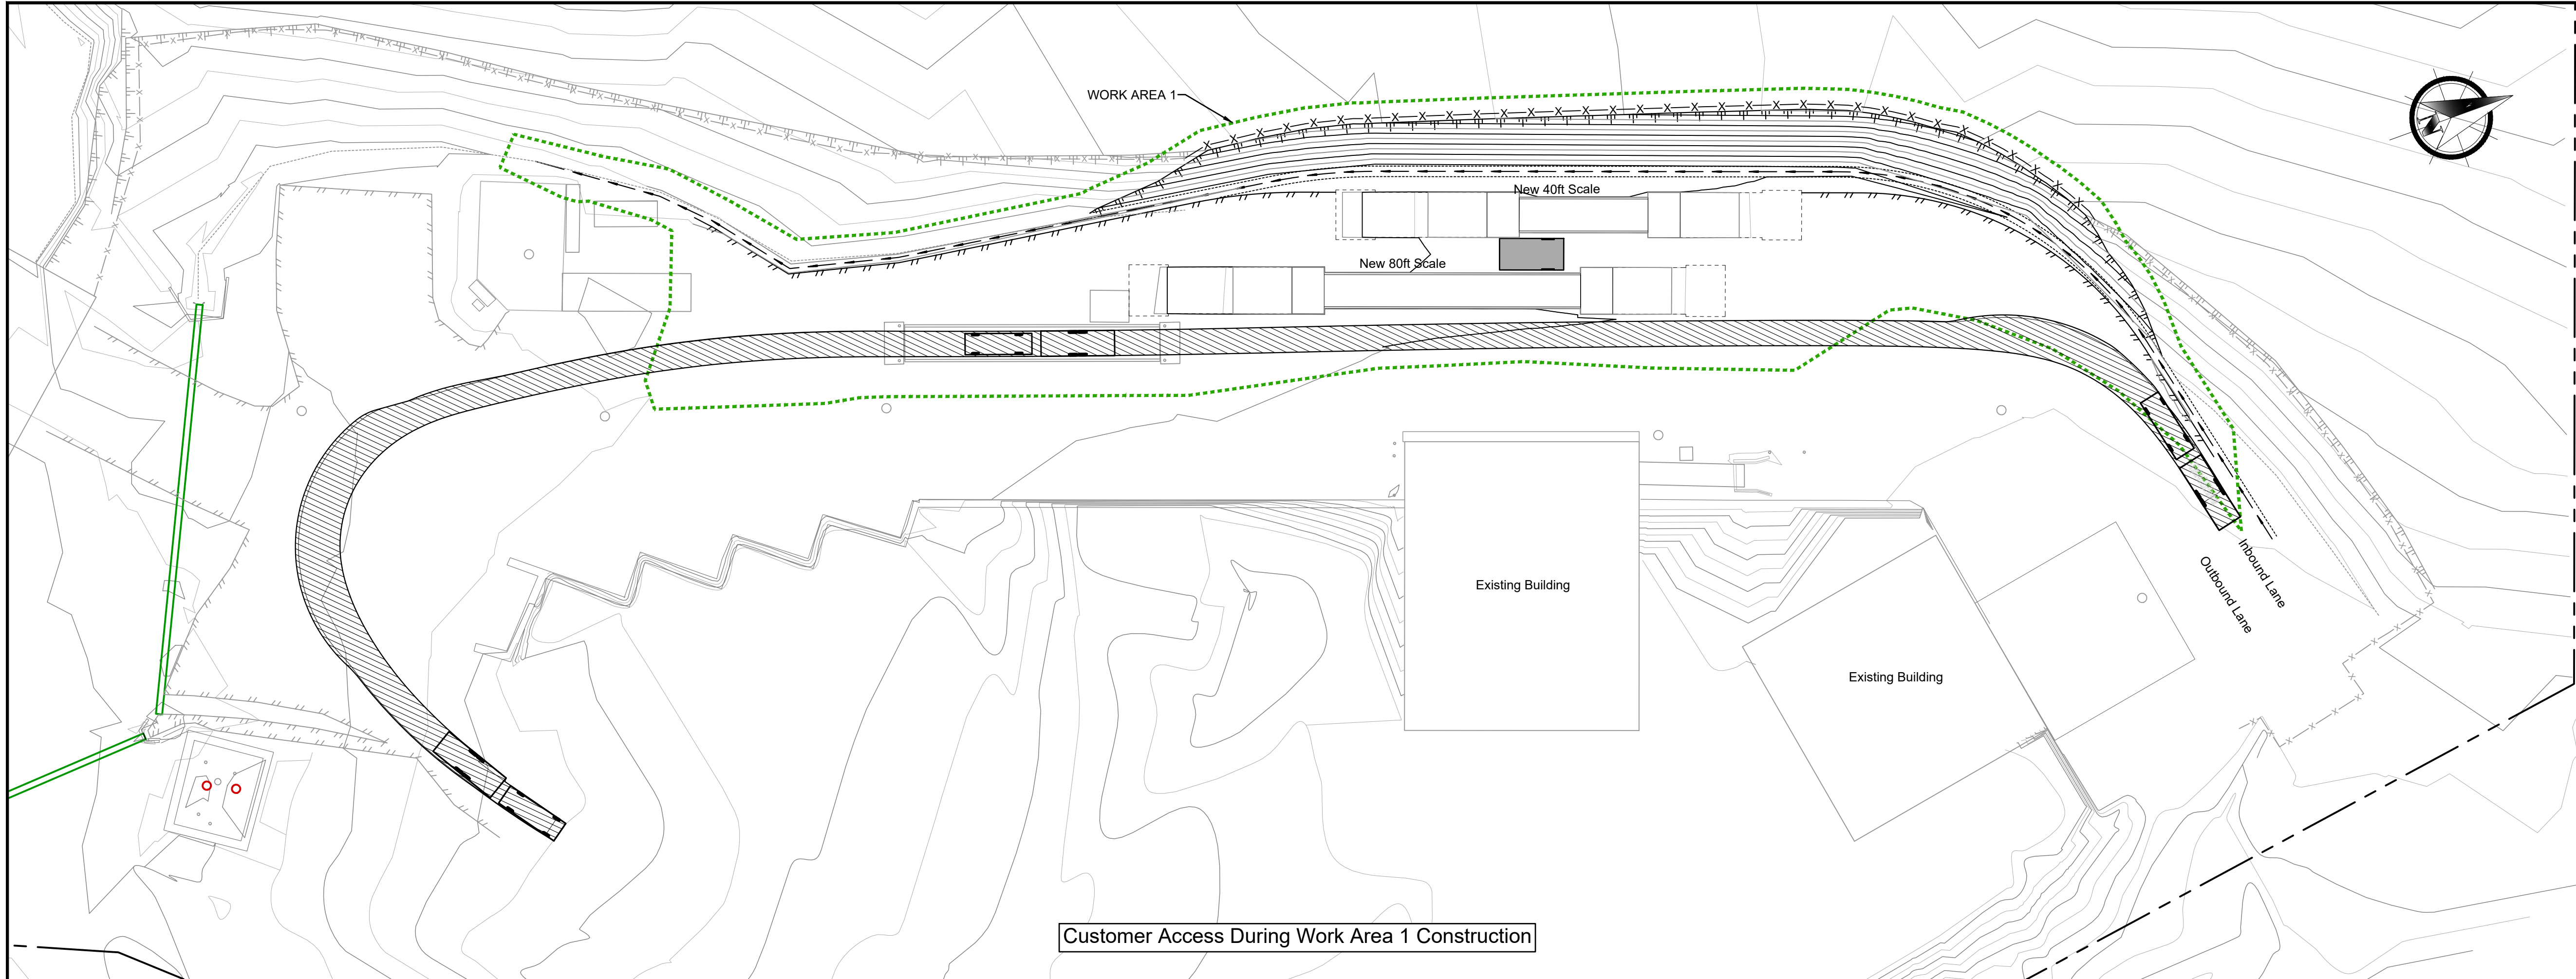 WORK AREA 1
New 40ft Scale
New 80ft Scale
Inbound Lane
Outbound Lane
Existing Building
Existing Building
Customer Access During Work Area 1 Construction